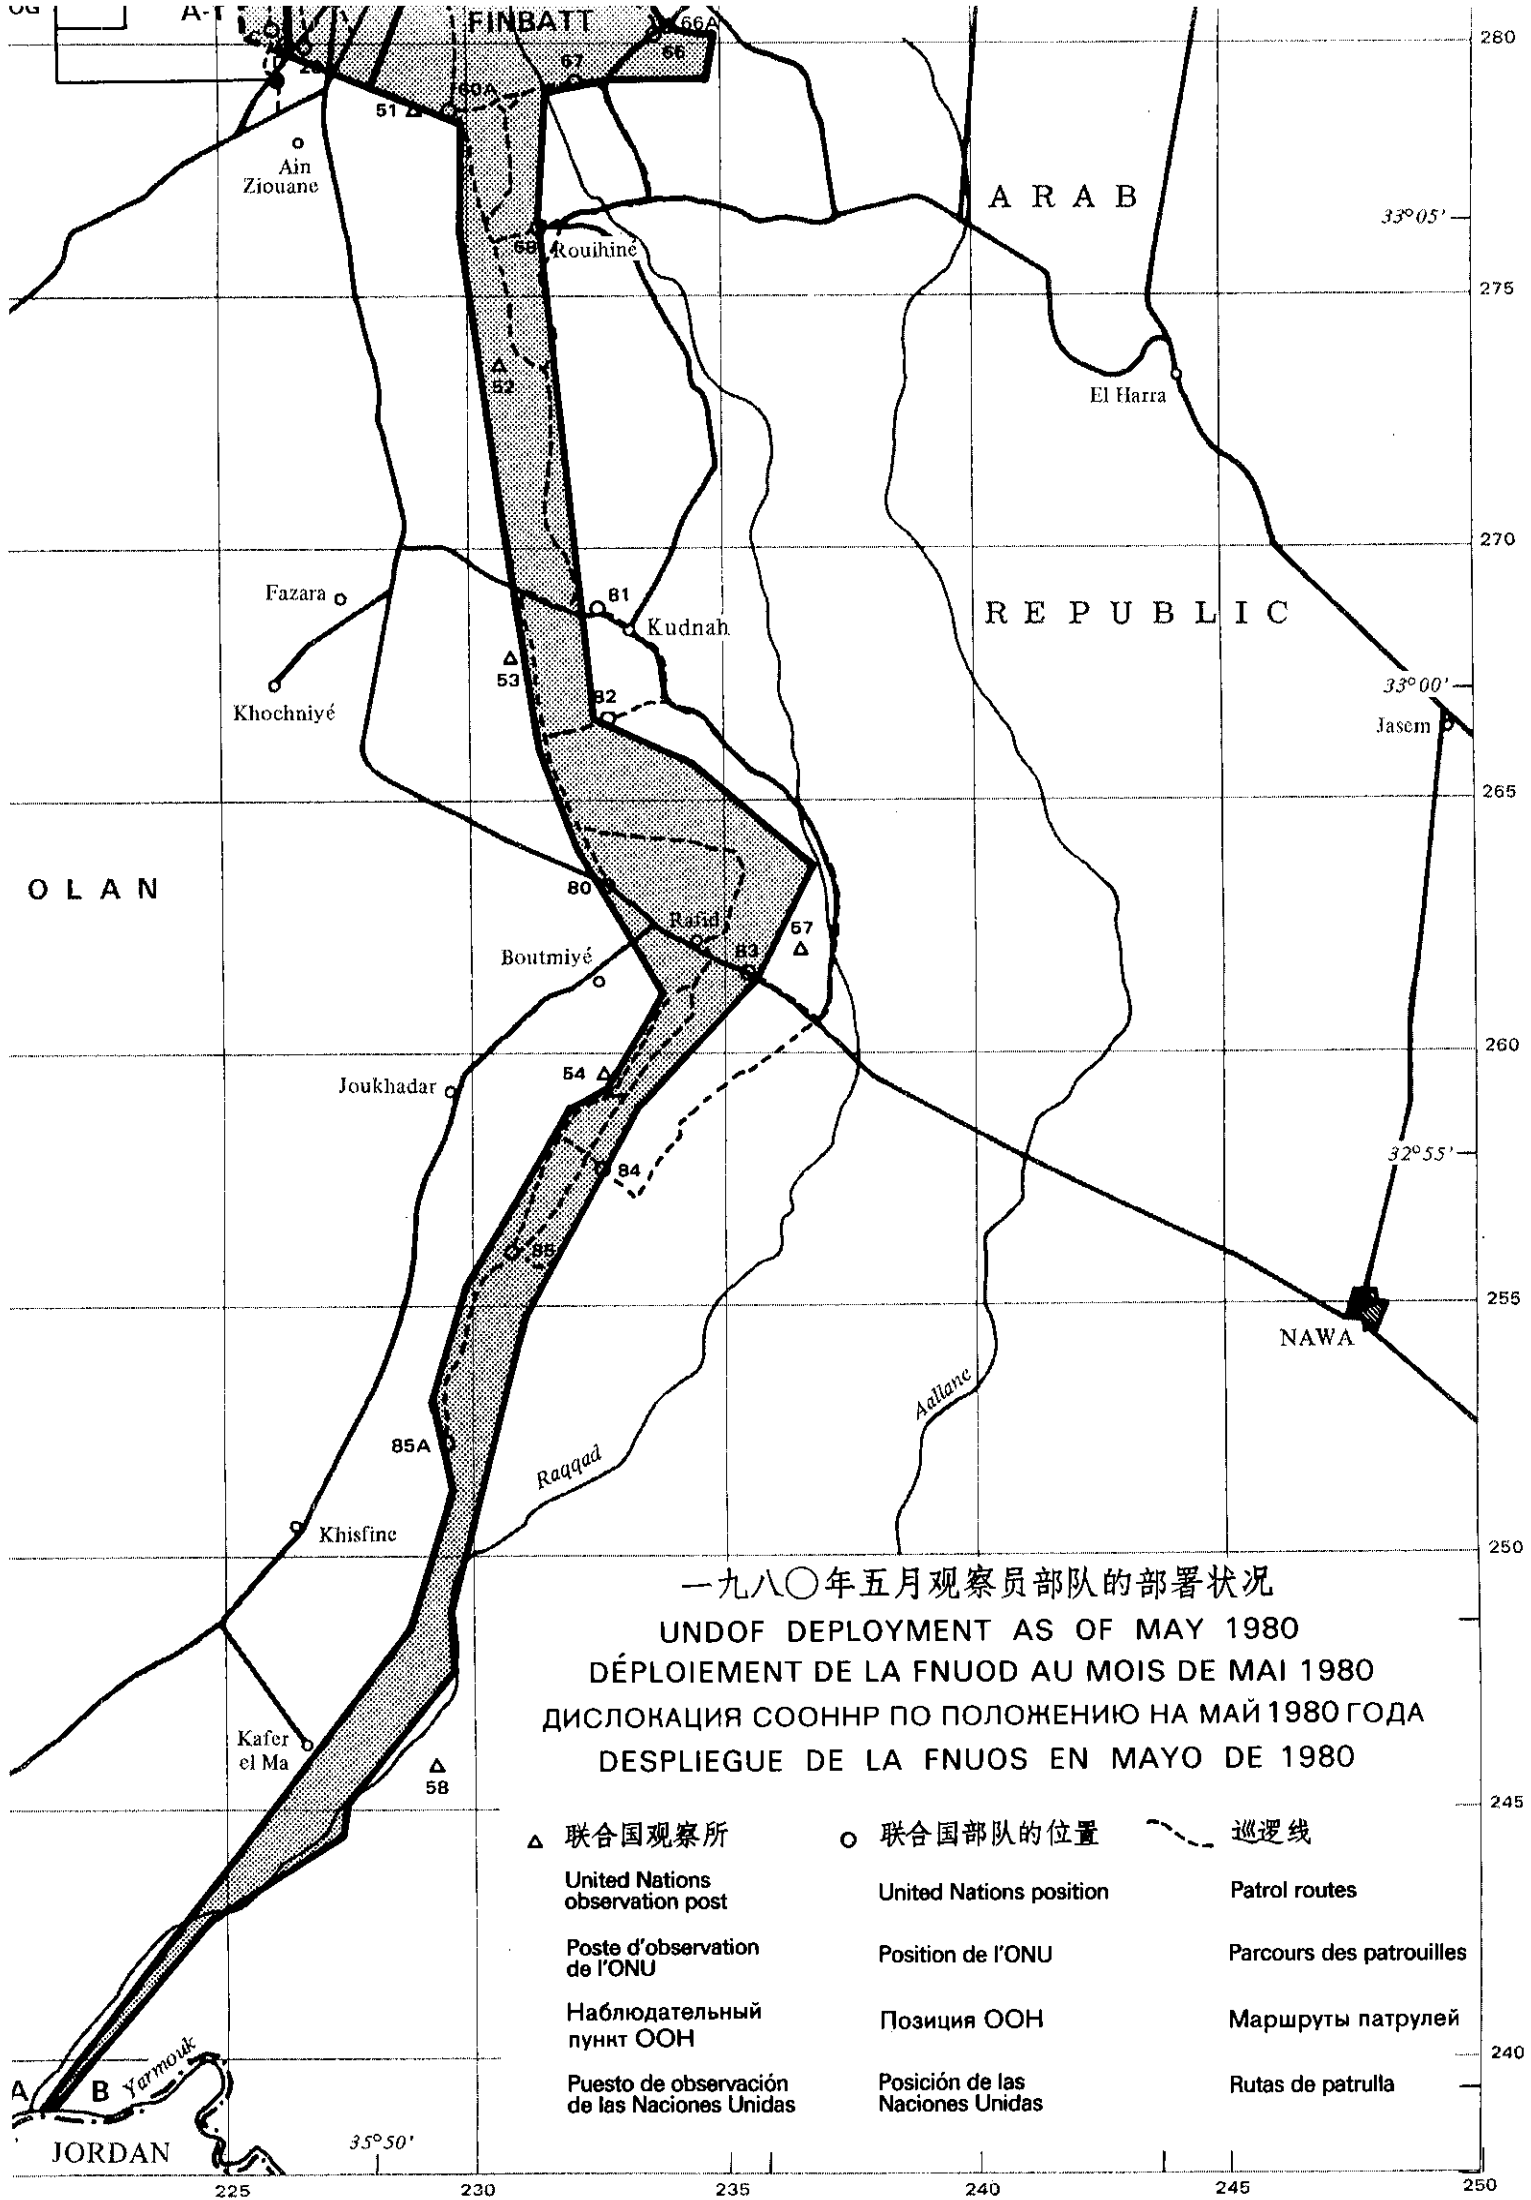 OG
A-1
FINBATT
66A
66
280
67
60A
51
Ain
Ziouane
ARAB
33°05'
68
Rouihiné
275
52
El Harra
270
Fazara
81
REPUBLIC
Kudnah
53
33°00'
82
Khochniyé
Jasem
265
OLAN
80
Rafid
57
83
Boutmiyé
260
54
Joukhadar
32°55'
84
85
255
NAWA
Aallane
85A
Raqqad
Khisfine
250
一九八〇年五月观察员部队的部署状况
UNDOF DEPLOYMENT AS OF MAY 1980
DÉPLOIEMENT DE LA FNUOD AU MOIS DE MAI 1980
ДИСЛОКАЦИЯ СООННР ПО ПОЛОЖЕНИЮ НА МАЙ 1980 ГОДА
DESPLIEGUE DE LA FNUOS EN MAYO DE 1980
Kafer
el Ma
58
245
联合国观察所
联合国部队的位置
巡逻线
United Nations
observation post
United Nations position
Patrol routes
Poste d'observation
de l'ONU
Position de l'ONU
Parcours des patrouilles
Наблюдательный
пункт ООН
Позиция ООН
Маршруты патрулей
240
Puesto de observación
de las Naciones Unidas
Posición de las
Naciones Unidas
Rutas de patrulla
A
B
Yarmouk
JORDAN
35°50'
225
230
235
240
245
250